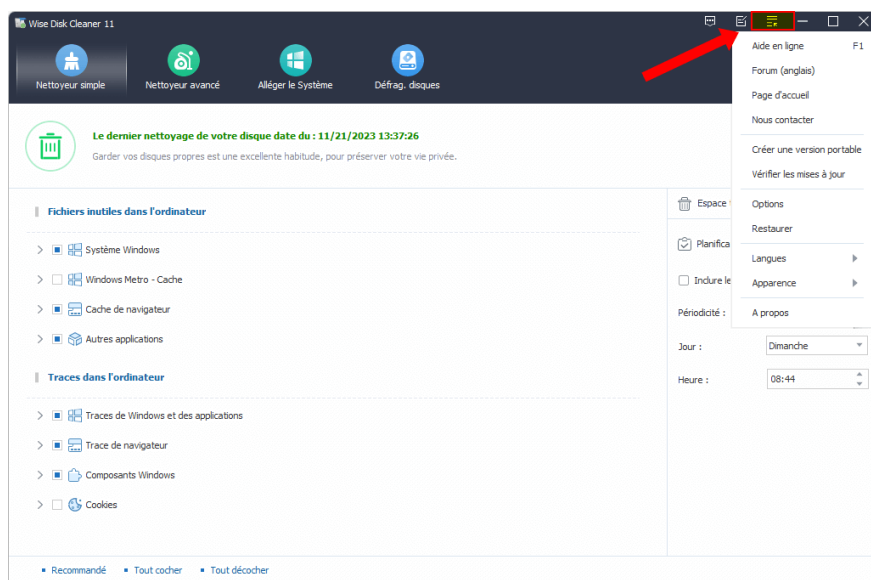 Wise Disk Cleaner 11
Nettoyeur simple
Nettoyeur avancé
Alléger le Système
Défrag. disques
Le dernier nettoyage de votre disque date du : 11/21/2023 13:37:26
Garder vos disques propres est une excellente habitude, pour préserver votre vie privée.
Fichiers inutiles dans l'ordinateur
Système Windows
Windows Metro - Cache
Cache de navigateur
Autres applications
Traces dans l'ordinateur
Traces de Windows et des applications
Trace de navigateur
Composants Windows
Cookies
Recommandé
Tout cocher
Tout décocher
Aide en ligne F1
Forum (anglais)
Page d'accueil
Nous contacter
Créer une version portable
Vérifier les mises à jour
Options
Restaurer
Langues
Apparence
A propos
Espace
Planifica
Inclure le
Périodicité :
Jour : Dimanche
Heure : 08:44